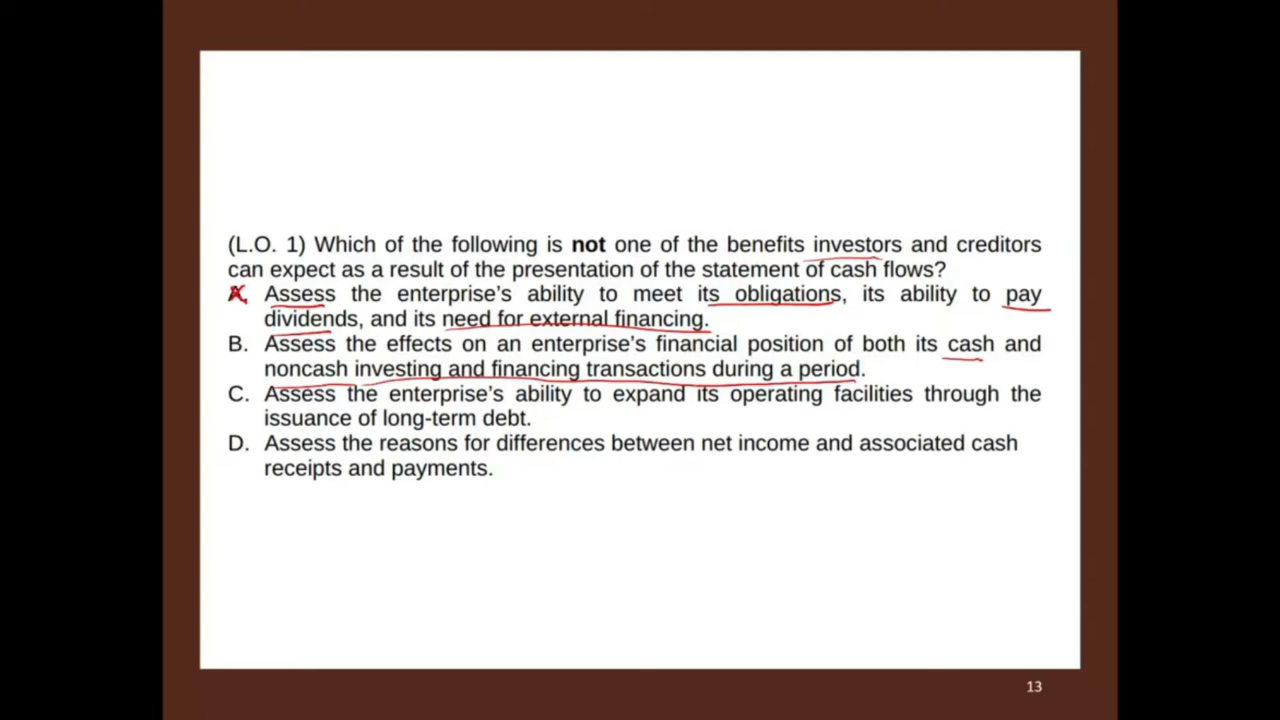 (L.O. 1) Which of the following is not one of the benefits investors and creditors
can expect as a result of the presentation of the statement of cash flows?
A. Assess the enterprise's ability to meet its obligations, its ability to pay
dividends, and its need for external financing.
B. Assess the effects on an enterprise's financial position of both its cash and
noncash investing and financing transactions during a period.
C. Assess the enterprise's ability to expand its operating facilities through the
issuance of long-term debt.
D. Assess the reasons for differences between net income and associated cash
receipts and payments.
13